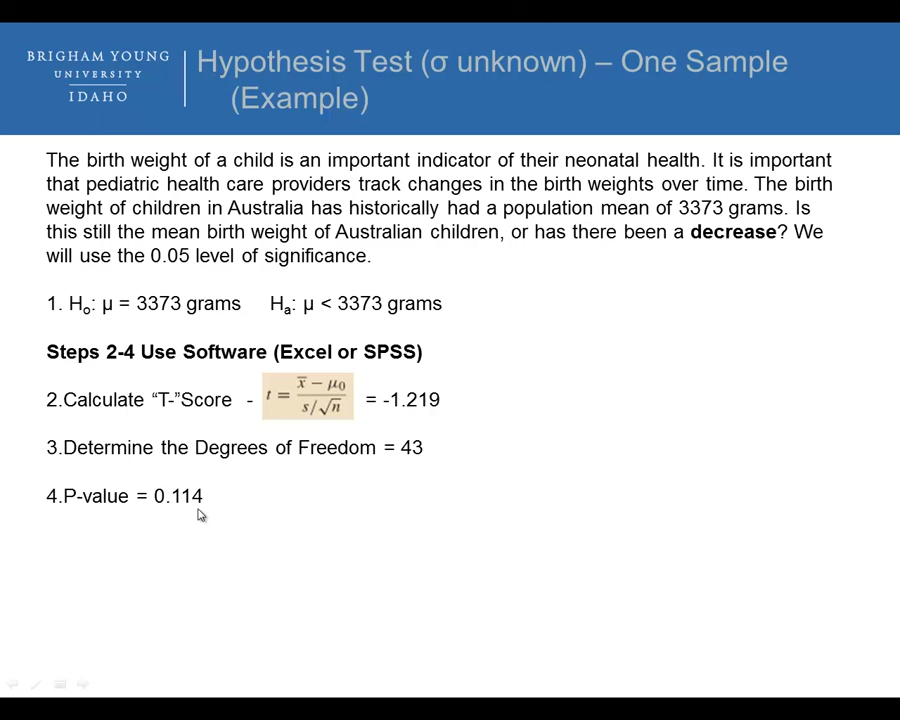 BRIGHAM YOUNG
UNIVERSITY
IDAHO
Hypothesis Test (σ unknown) – One Sample
(Example)
The birth weight of a child is an important indicator of their neonatal health. It is important
that pediatric health care providers track changes in the birth weights over time. The birth
weight of children in Australia has historically had a population mean of 3373 grams. Is
this still the mean birth weight of Australian children, or has there been a decrease? We
will use the 0.05 level of significance.
1. Ho: μ = 3373 grams Ha: μ < 3373 grams
Steps 2-4 Use Software (Excel or SPSS)
2.Calculate “T-”Score - t = (x̅ − μ0)/(s/√n) = -1.219
3.Determine the Degrees of Freedom = 43
4.P-value = 0.114